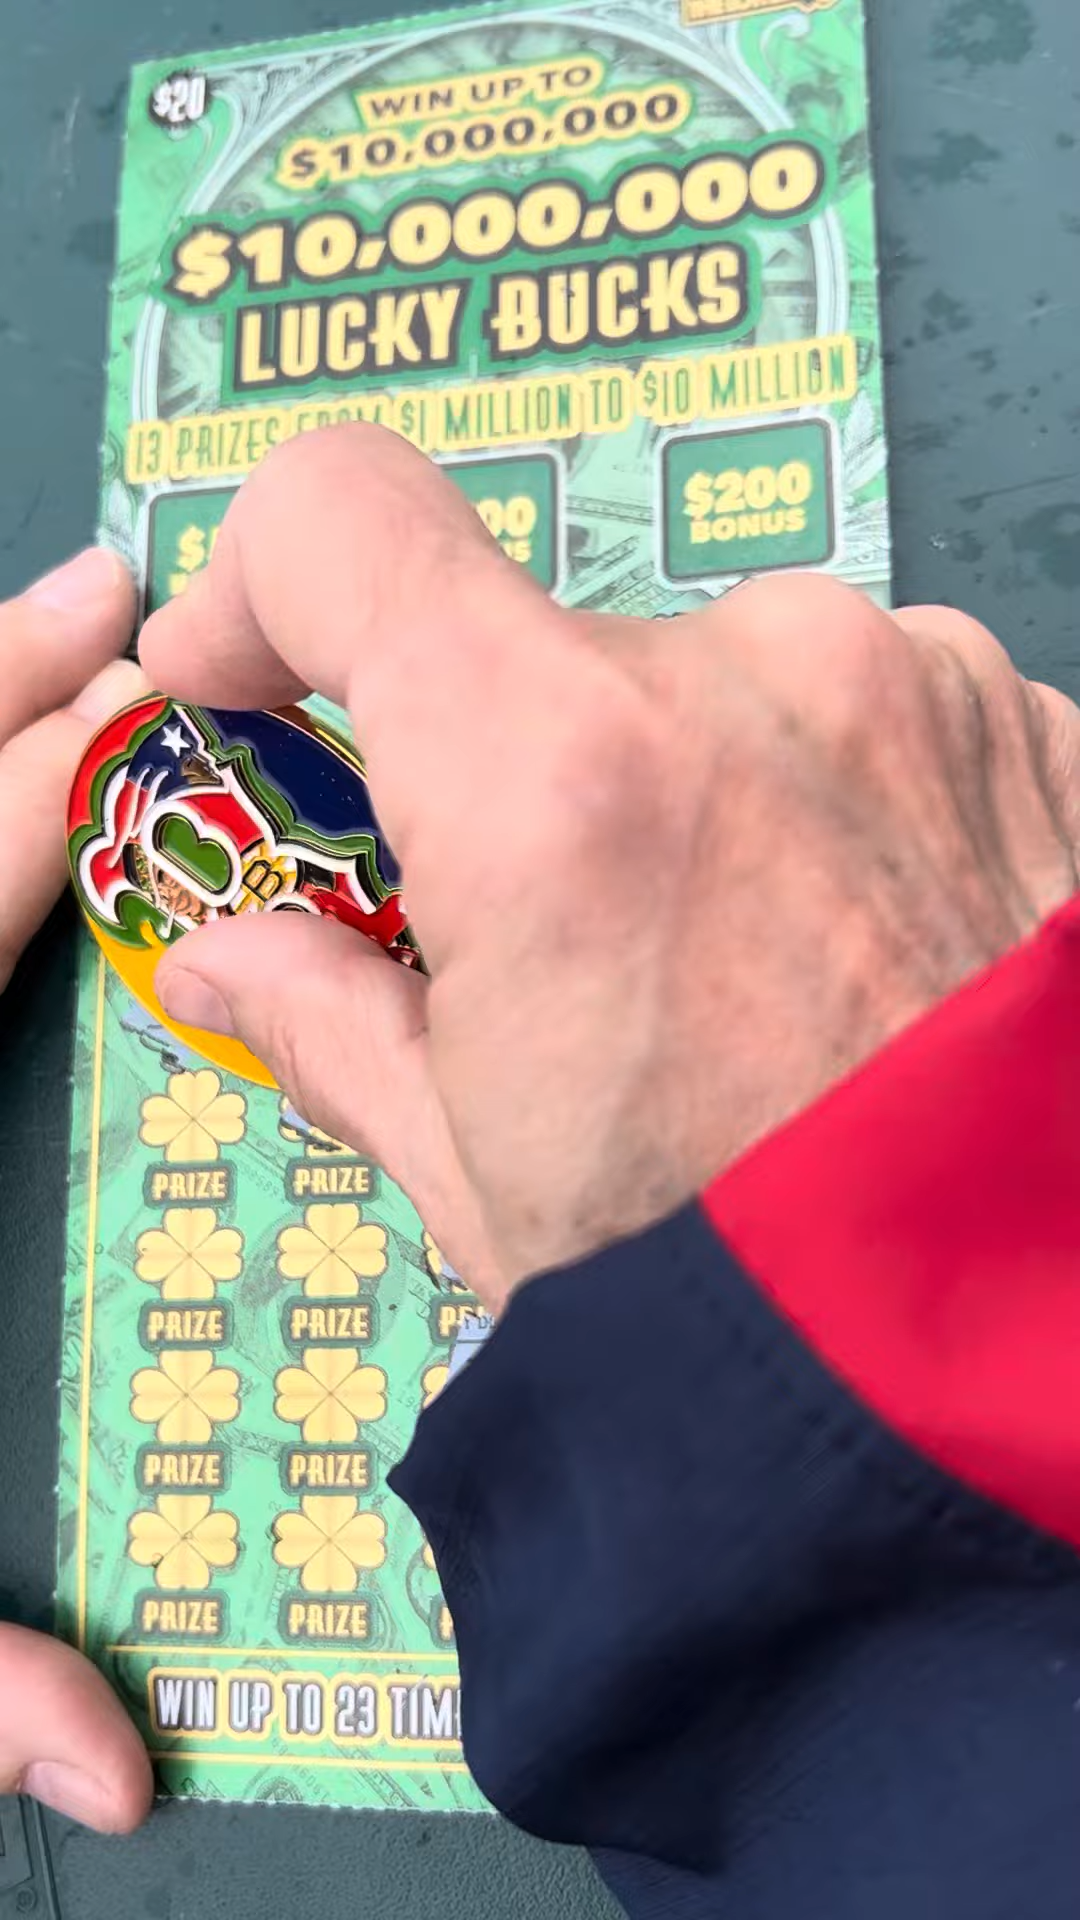 $20
WIN UP TO
$10,000,000
$10,000,000
LUCKY BUCKS
13 PRIZES FROM $1 MILLION TO $10 MILLION
$200
BONUS
B
PRIZE PRIZE
PRIZE PRIZE
PRIZE PRIZE
PRIZE PRIZE
WIN UP TO 23